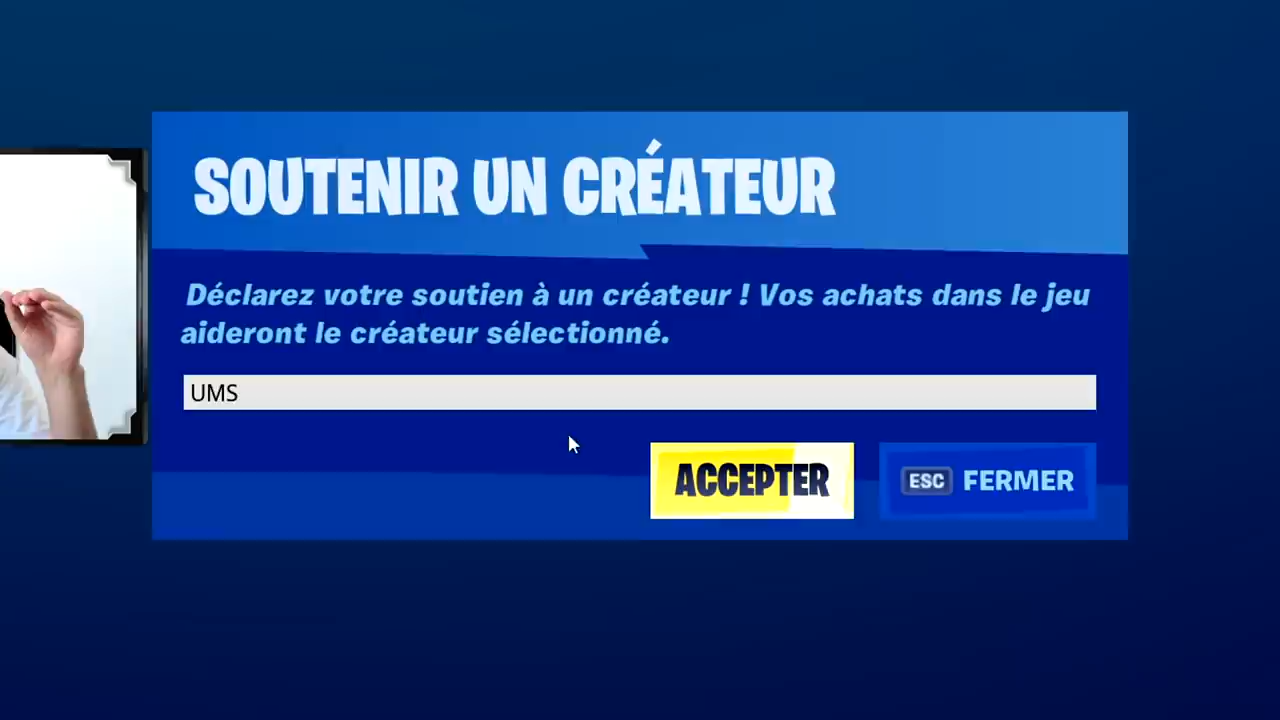 SOUTENIR UN CRÉATEUR
Déclarez votre soutien à un créateur ! Vos achats dans le jeu
aideront le créateur sélectionné.
UMS
ACCEPTER
ESC FERMER